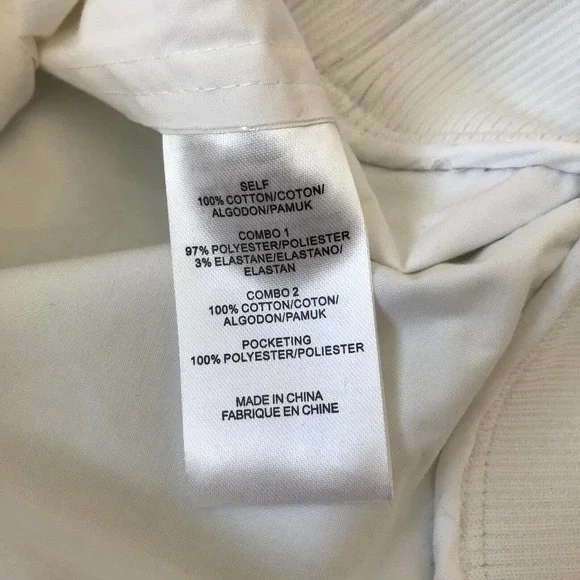 SELF
100% COTTON/COTON/
ALGODON/PAMUK
COMBO 1
97% POLYESTER/POLIESTER
3% ELASTANE/ELASTANO/
ELASTAN
COMBO 2
100% COTTON/COTON/
ALGODON/PAMUK
POCKETING
100% POLYESTER/POLIESTER
MADE IN CHINA
FABRIQUE EN CHINE